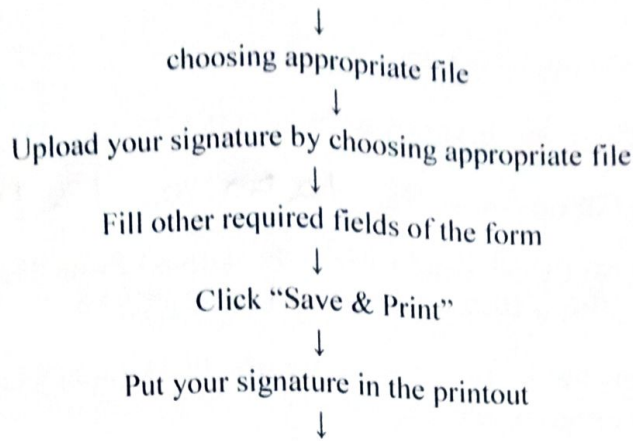 ↓
choosing appropriate file
↓
Upload your signature by choosing appropriate file
↓
Fill other required fields of the form
↓
Click “Save & Print”
↓
Put your signature in the printout
↓